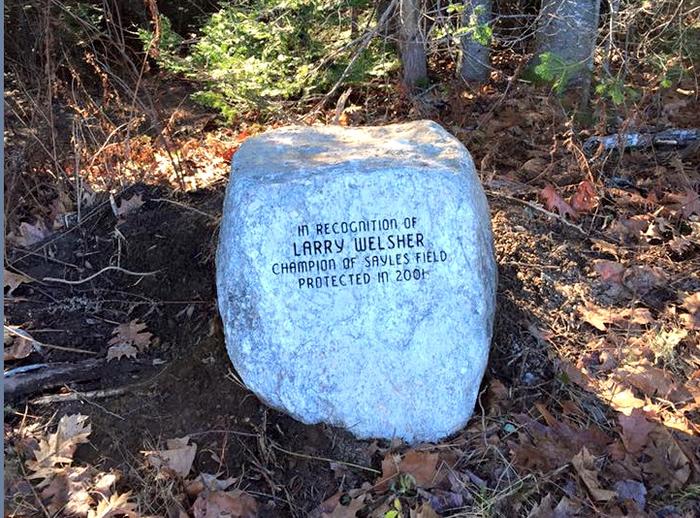 IN RECOGNITION OF
LARRY WELSHER
CHAMPION OF SAYLES FIELD
PROTECTED IN 2001